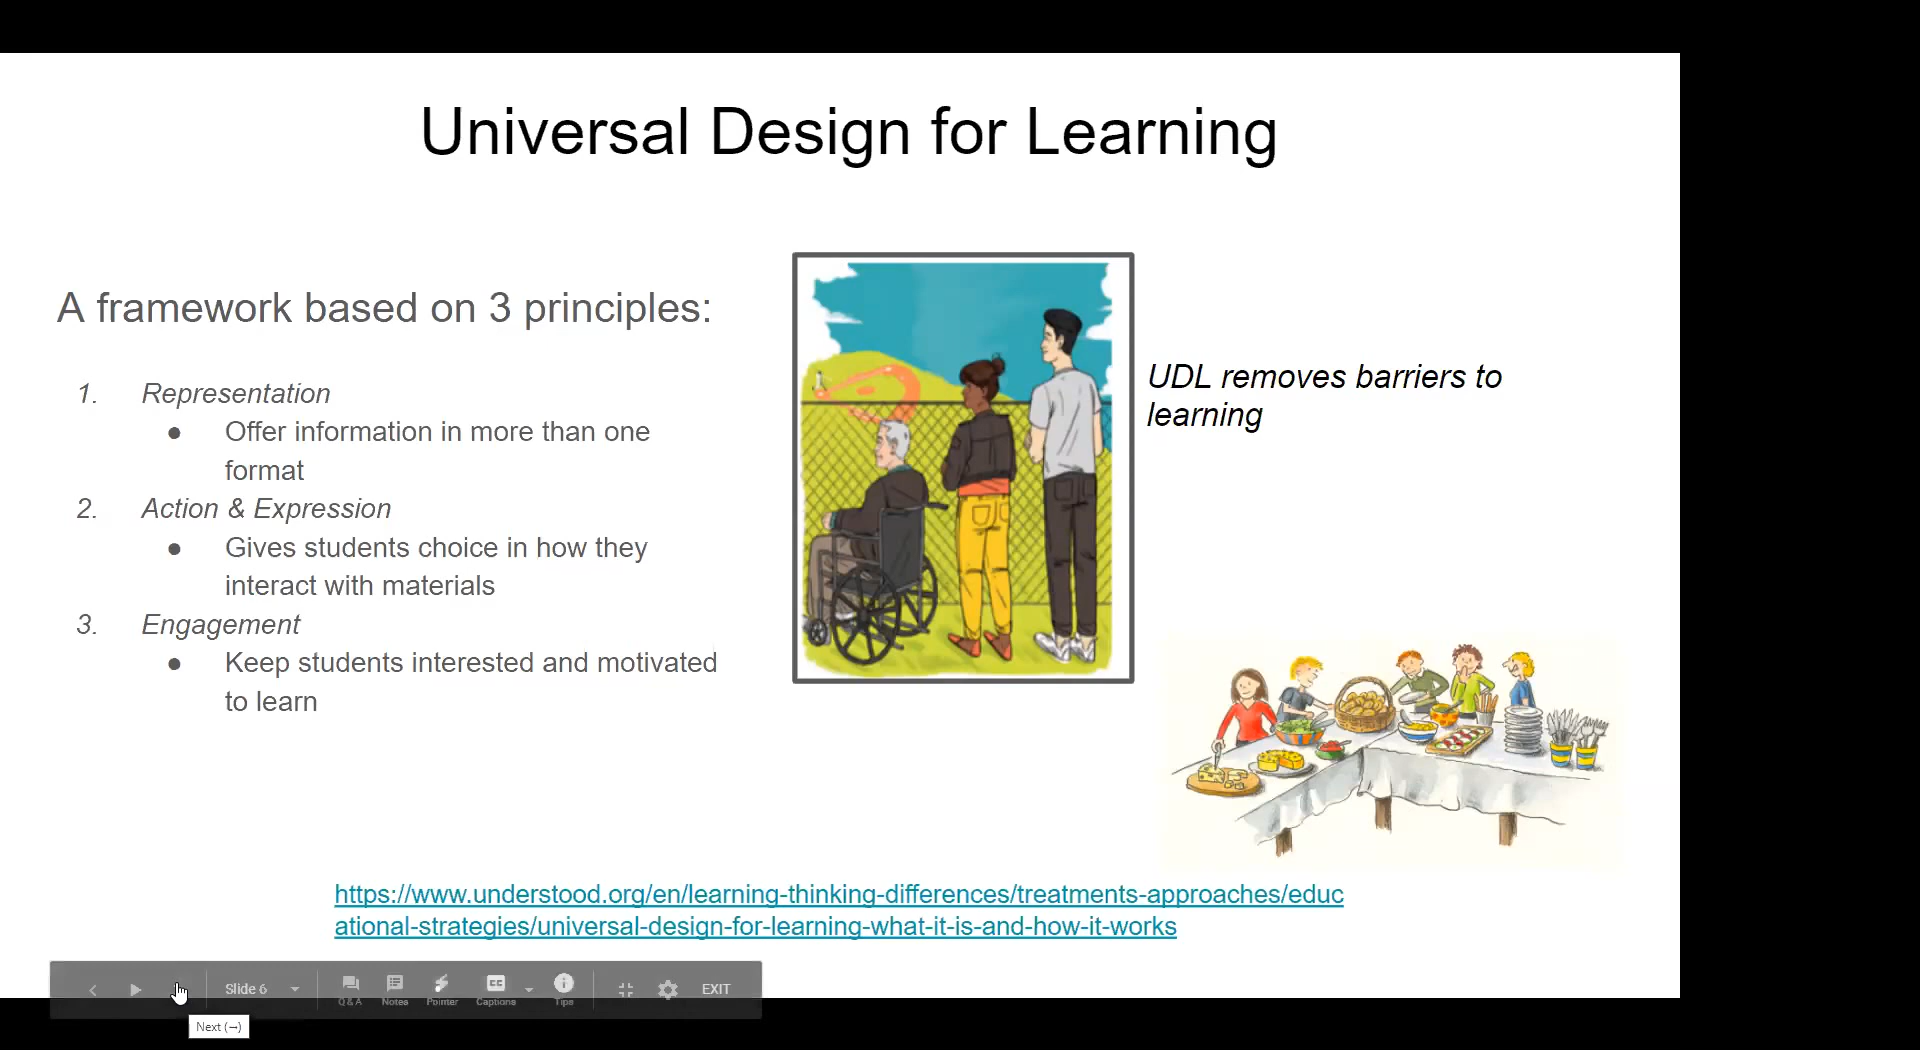 Universal Design for Learning
A framework based on 3 principles:
1. Representation
● Offer information in more than one
format
2. Action & Expression
● Gives students choice in how they
interact with materials
3. Engagement
● Keep students interested and motivated
to learn
UDL removes barriers to
learning
https://www.understood.org/en/learning-thinking-differences/treatments-approaches/educ
ational-strategies/universal-design-for-learning-what-it-is-and-how-it-works
Slide 6
Q & A
Notes
Pointer
CC
Captions
Tips
EXIT
Next (→)